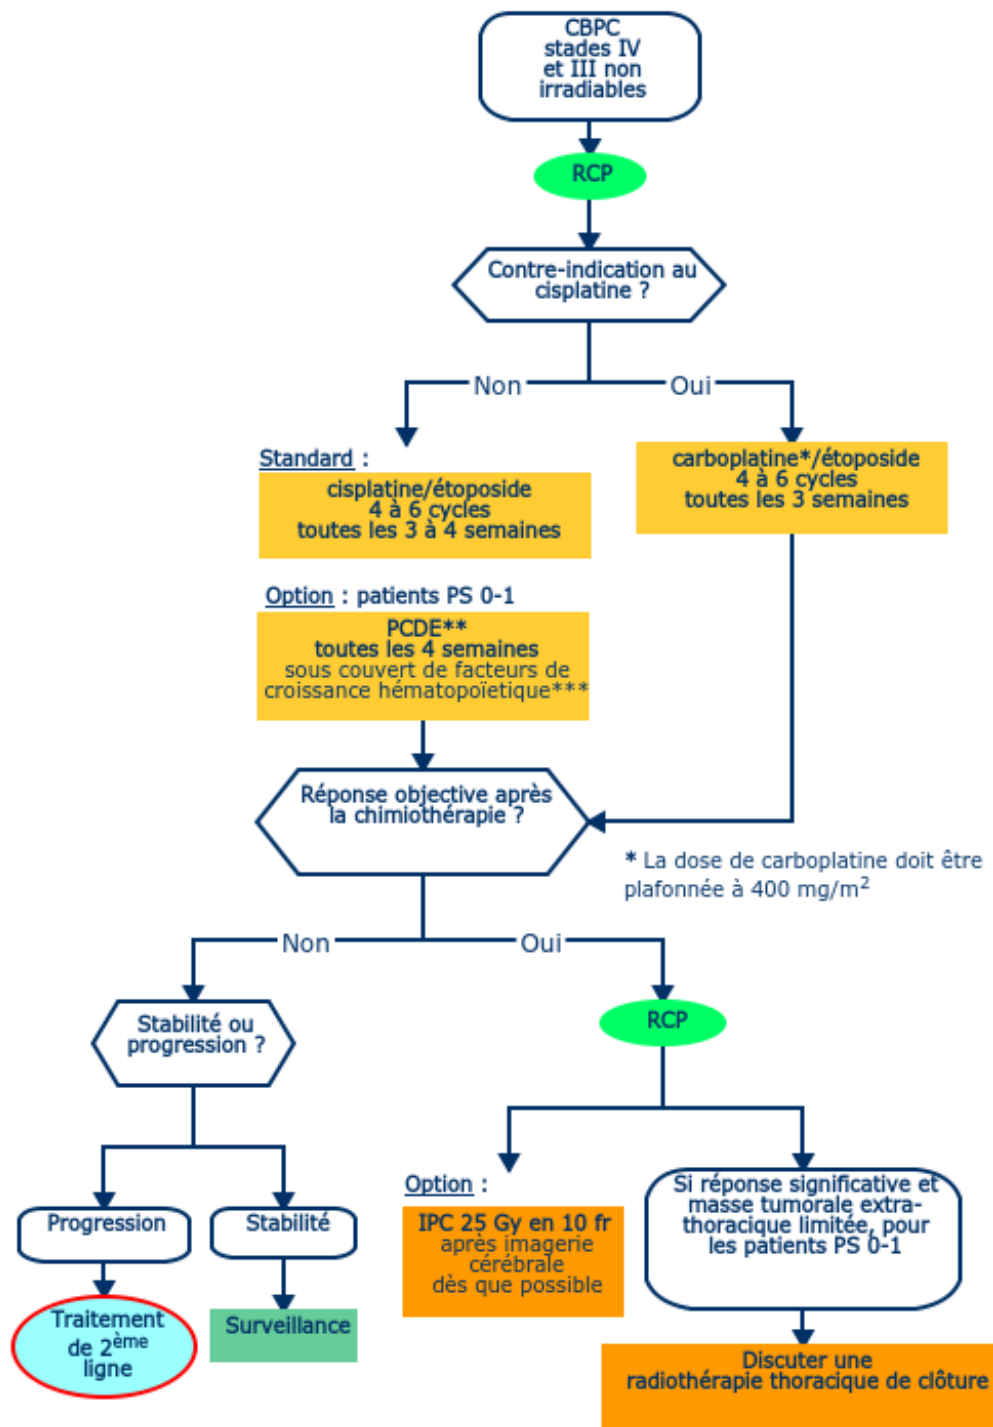 CBPC
stades IV
et III non
irradiables
RCP
Contre-indication au
cisplatine ?
Non
Oui
Standard :
cisplatine/étoposide
4 à 6 cycles
toutes les 3 à 4 semaines
carboplatine*/étoposide
4 à 6 cycles
toutes les 3 semaines
Option : patients PS 0-1
PCDE**
toutes les 4 semaines
sous couvert de facteurs de
croissance hématopoïetique***
Réponse objective après
la chimiothérapie ?
* La dose de carboplatine doit être
plafonnée à 400 mg/m²
Non
Oui
Stabilité ou
progression ?
RCP
Progression
Stabilité
Traitement
de 2ème
ligne
Surveillance
Option :
IPC 25 Gy en 10 fr
après imagerie
cérébrale
dès que possible
Si réponse significative et
masse tumorale extra-
thoracique limitée, pour
les patients PS 0-1
Discuter une
radiothérapie thoracique de clôture